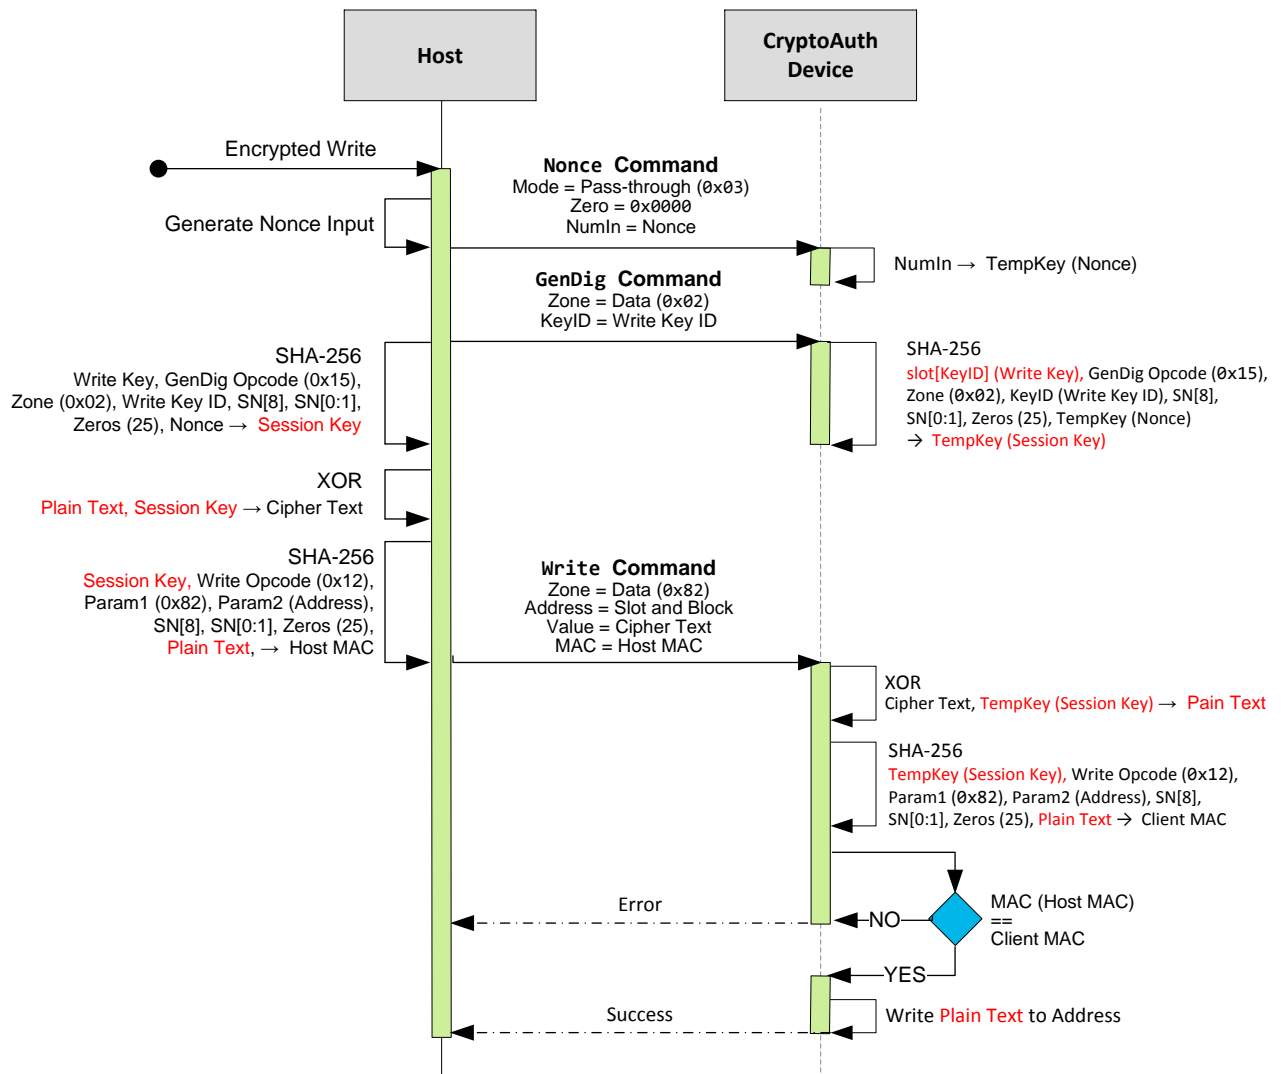 Host
CryptoAuth
Device
Encrypted Write
Nonce Command
Mode = Pass-through (0x03)
Zero = 0x0000
NumIn = Nonce
Generate Nonce Input
NumIn → TempKey (Nonce)
GenDig Command
Zone = Data (0x02)
KeyID = Write Key ID
SHA-256
Write Key, GenDig Opcode (0x15),
Zone (0x02), Write Key ID, SN[8], SN[0:1],
Zeros (25), Nonce → Session Key
SHA-256
slot[KeyID] (Write Key), GenDig Opcode (0x15),
Zone (0x02), KeyID (Write Key ID), SN[8],
SN[0:1], Zeros (25), TempKey (Nonce)
→ TempKey (Session Key)
XOR
Plain Text, Session Key → Cipher Text
SHA-256
Session Key, Write Opcode (0x12),
Param1 (0x82), Param2 (Address),
SN[8], SN[0:1], Zeros (25),
Plain Text, → Host MAC
Write Command
Zone = Data (0x82)
Address = Slot and Block
Value = Cipher Text
MAC = Host MAC
XOR
Cipher Text, TempKey (Session Key) → Pain Text
SHA-256
TempKey (Session Key), Write Opcode (0x12),
Param1 (0x82), Param2 (Address), SN[8],
SN[0:1], Zeros (25), Plain Text → Client MAC
MAC (Host MAC)
==
Client MAC
Error
NO
YES
Success
Write Plain Text to Address